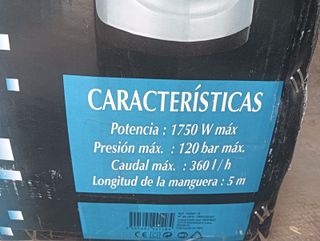 CARACTERÍSTICAS
Potencia : 1750 W máx
Presión máx. : 120 bar máx.
Caudal máx. : 360 l / h
Longitud de la manguera : 5 m